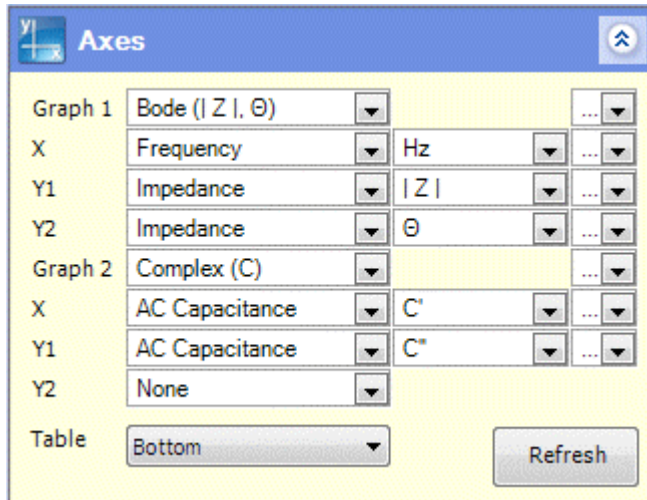 Axes
Graph 1 Bode (| Z |, Θ) ...
X Frequency Hz ...
Y1 Impedance | Z | ...
Y2 Impedance Θ ...
Graph 2 Complex (C) ...
X AC Capacitance C' ...
Y1 AC Capacitance C" ...
Y2 None
Table Bottom Refresh